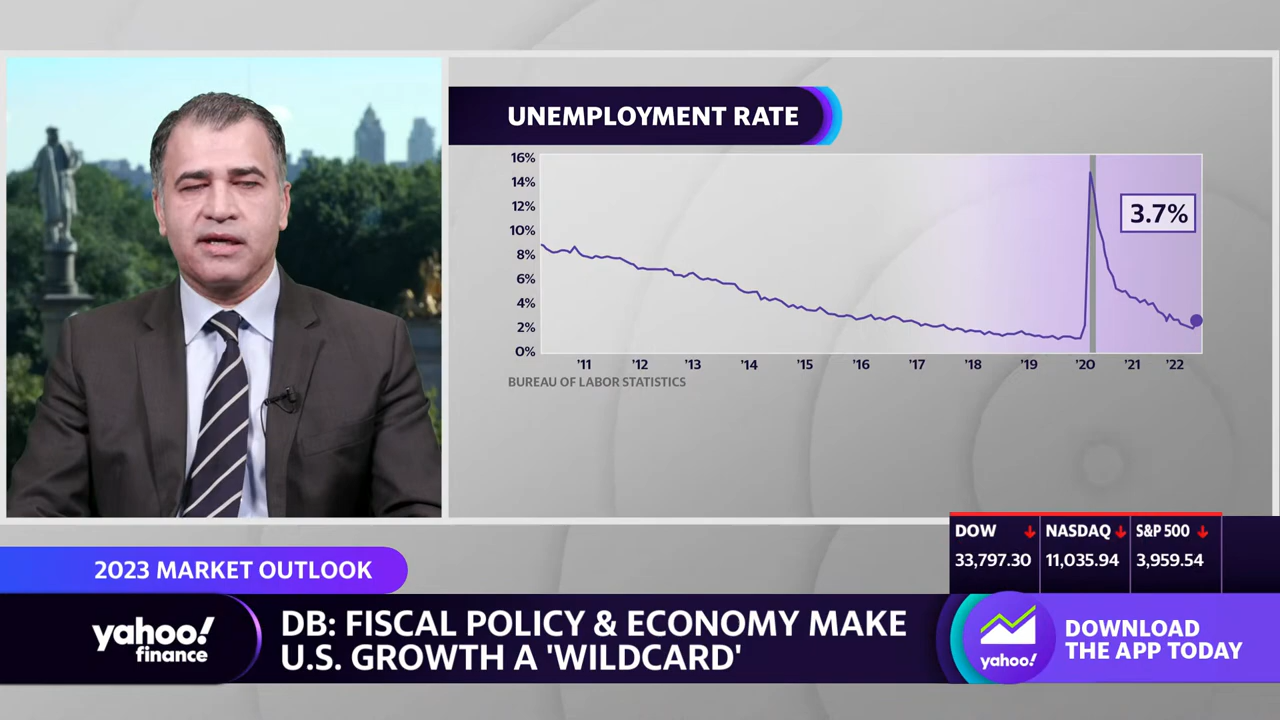 UNEMPLOYMENT RATE
16%
14%
12%
10%
8%
6%
4%
2%
0%
3.7%
'11 '12 '13 '14 '15 '16 '17 '18 '19 '20 '21 '22
BUREAU OF LABOR STATISTICS
DOW NASDAQ S&P 500
33,797.30 11,035.94 3,959.54
2023 MARKET OUTLOOK
yahoo!
finance
DB: FISCAL POLICY & ECONOMY MAKE
U.S. GROWTH A 'WILDCARD'
yahoo!
DOWNLOAD
THE APP TODAY